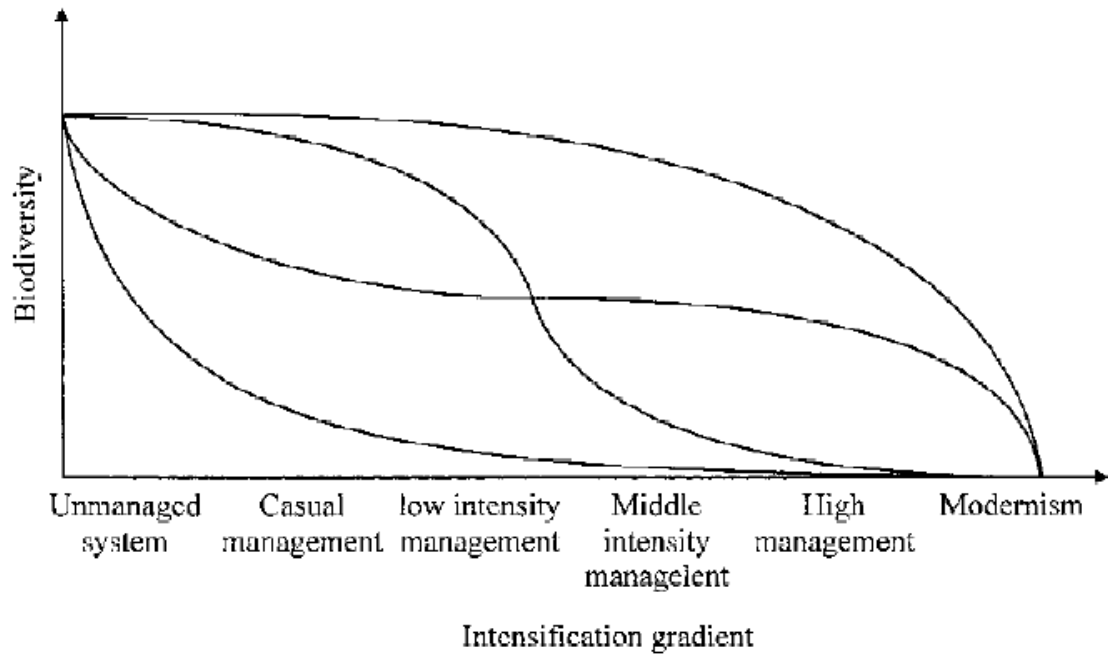 Biodiversity
Unmanaged Casual low intensity Middle High Modernism
system management management intensity management
managelent
Intensification gradient